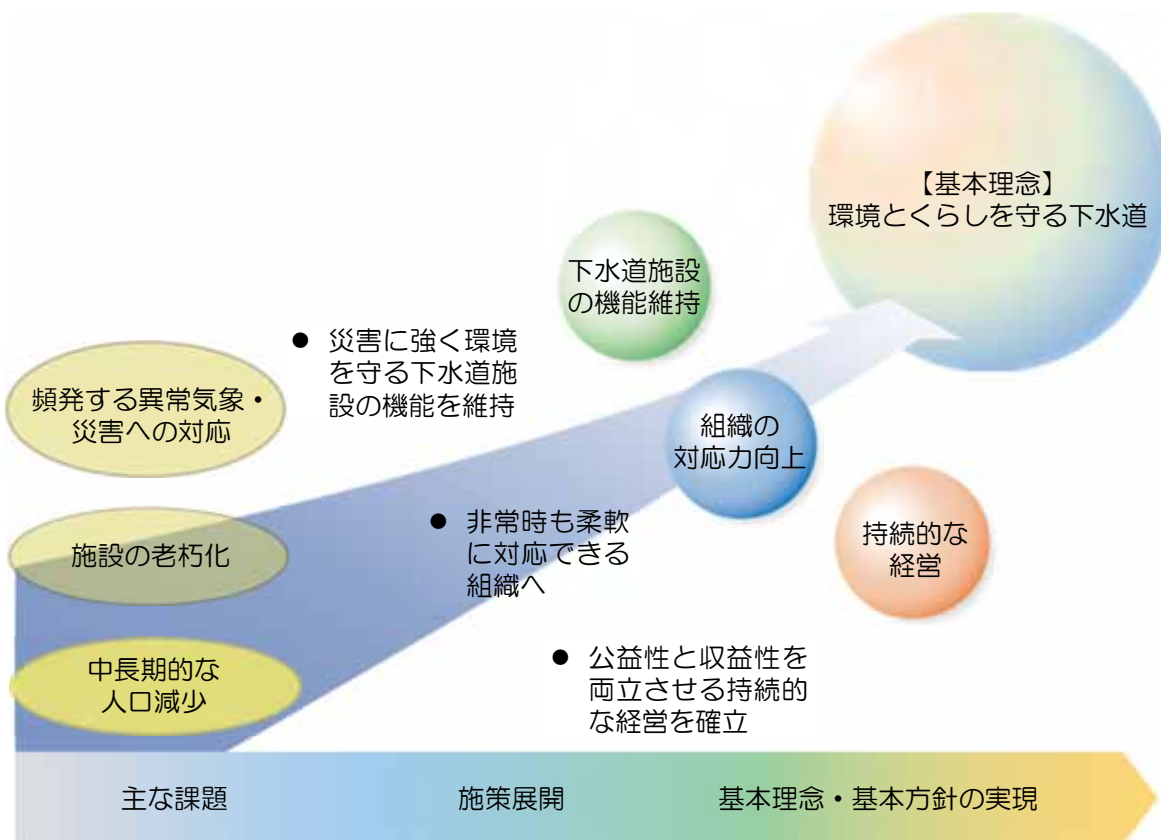 【基本理念】
環境とくらしを守る下水道
下水道施設
の機能維持
● 災害に強く環境
を守る下水道施
設の機能を維持
頻発する異常気象・
災害への対応
組織の
対応力向上
● 非常時も柔軟
に対応できる
組織へ
持続的な
経営
施設の老朽化
中長期的な
人口減少
● 公益性と収益性を
両立させる持続的
な経営を確立
主な課題
施策展開
基本理念・基本方針の実現